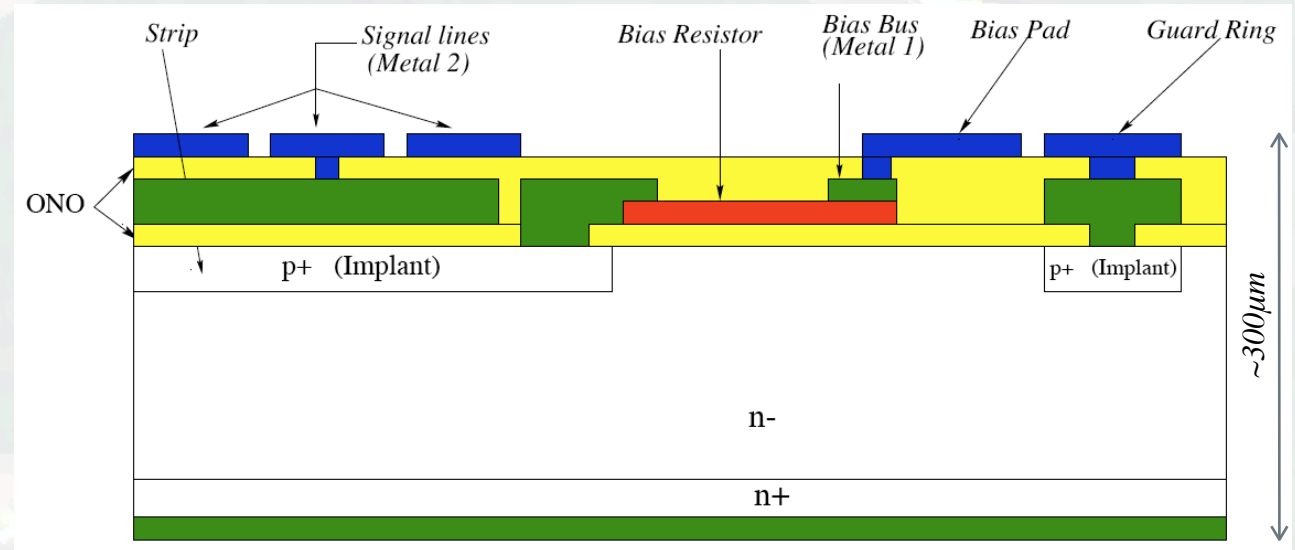 Strip
Signal lines
(Metal 2)
Bias Resistor
Bias Bus
(Metal 1)
Bias Pad
Guard Ring
ONO
p+ (Implant)
p+ (Implant)
~300μm
n-
n+